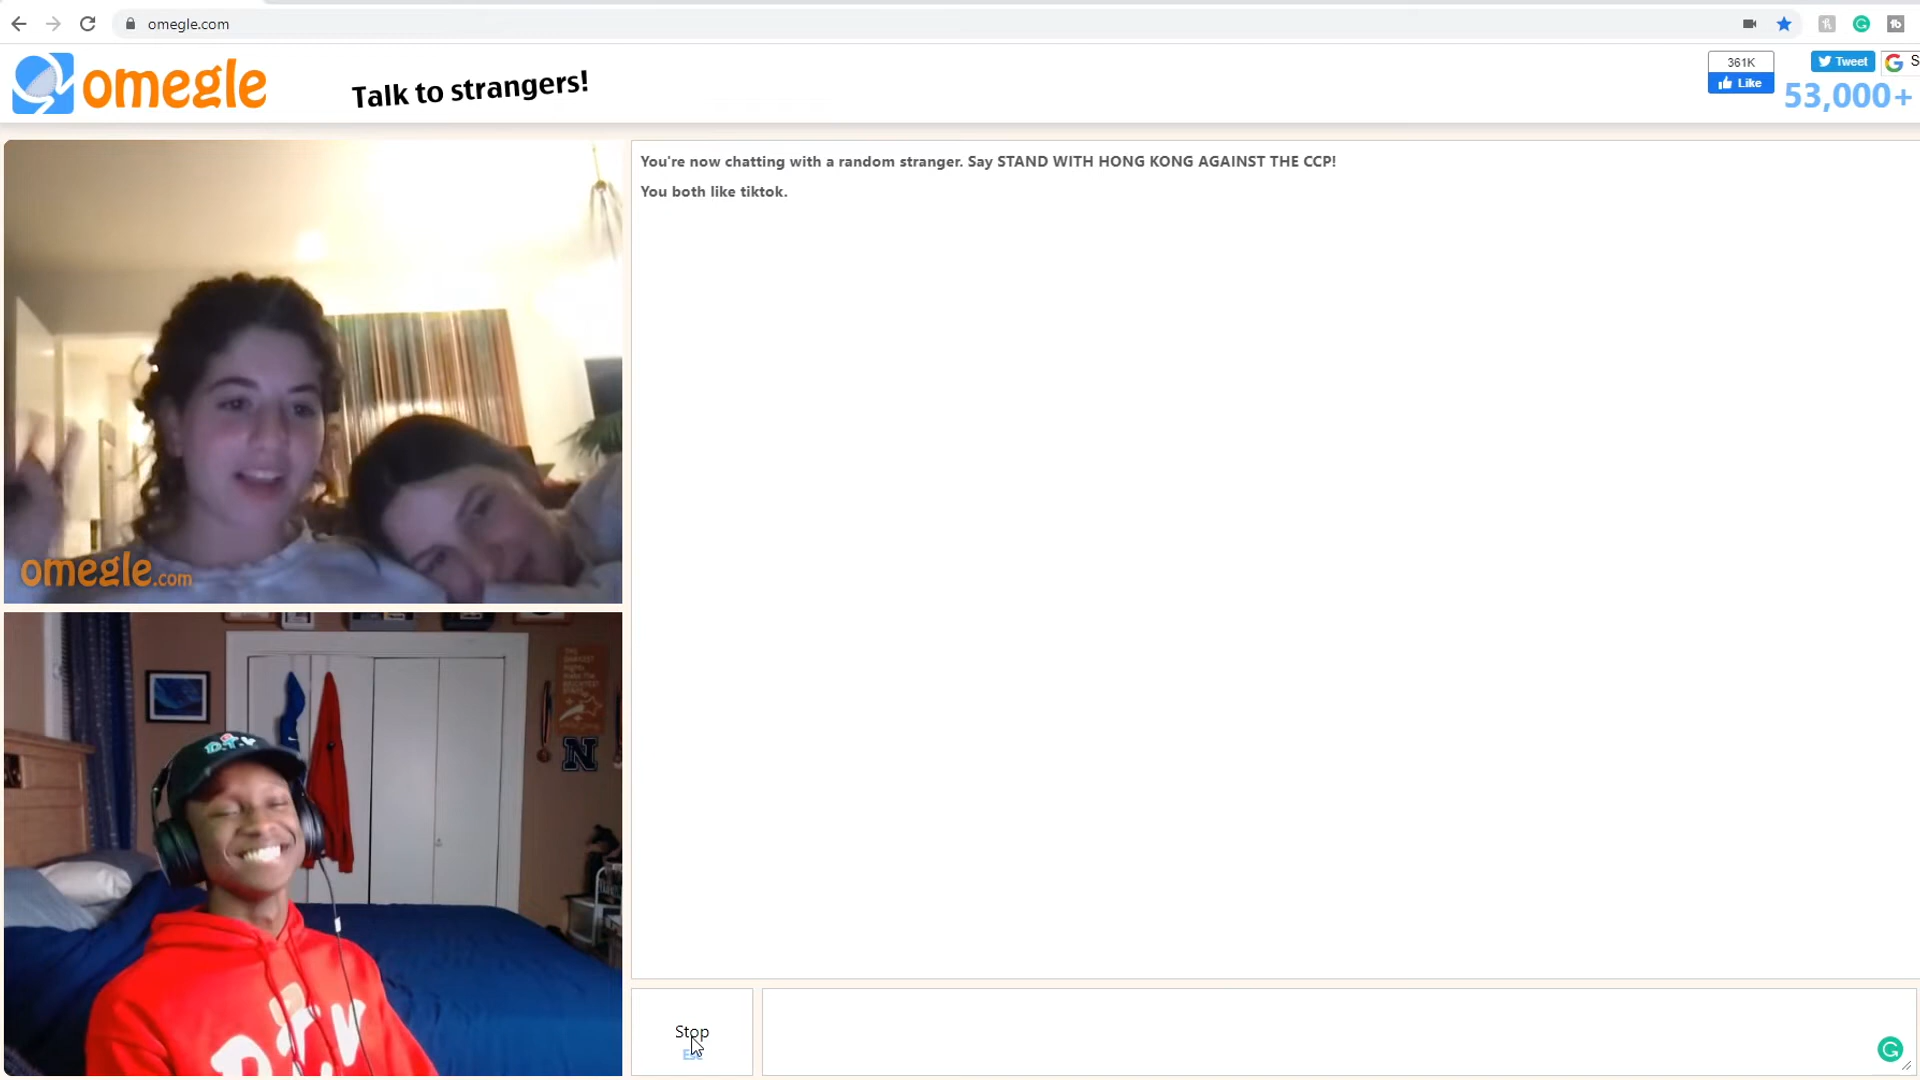 omegle.com
omegle
Talk to strangers!
361K
Like
Tweet
S
53,000+
You're now chatting with a random stranger. Say STAND WITH HONG KONG AGAINST THE CCP!
You both like tiktok.
omegle.com
D.T.V
N
Stop
Esc